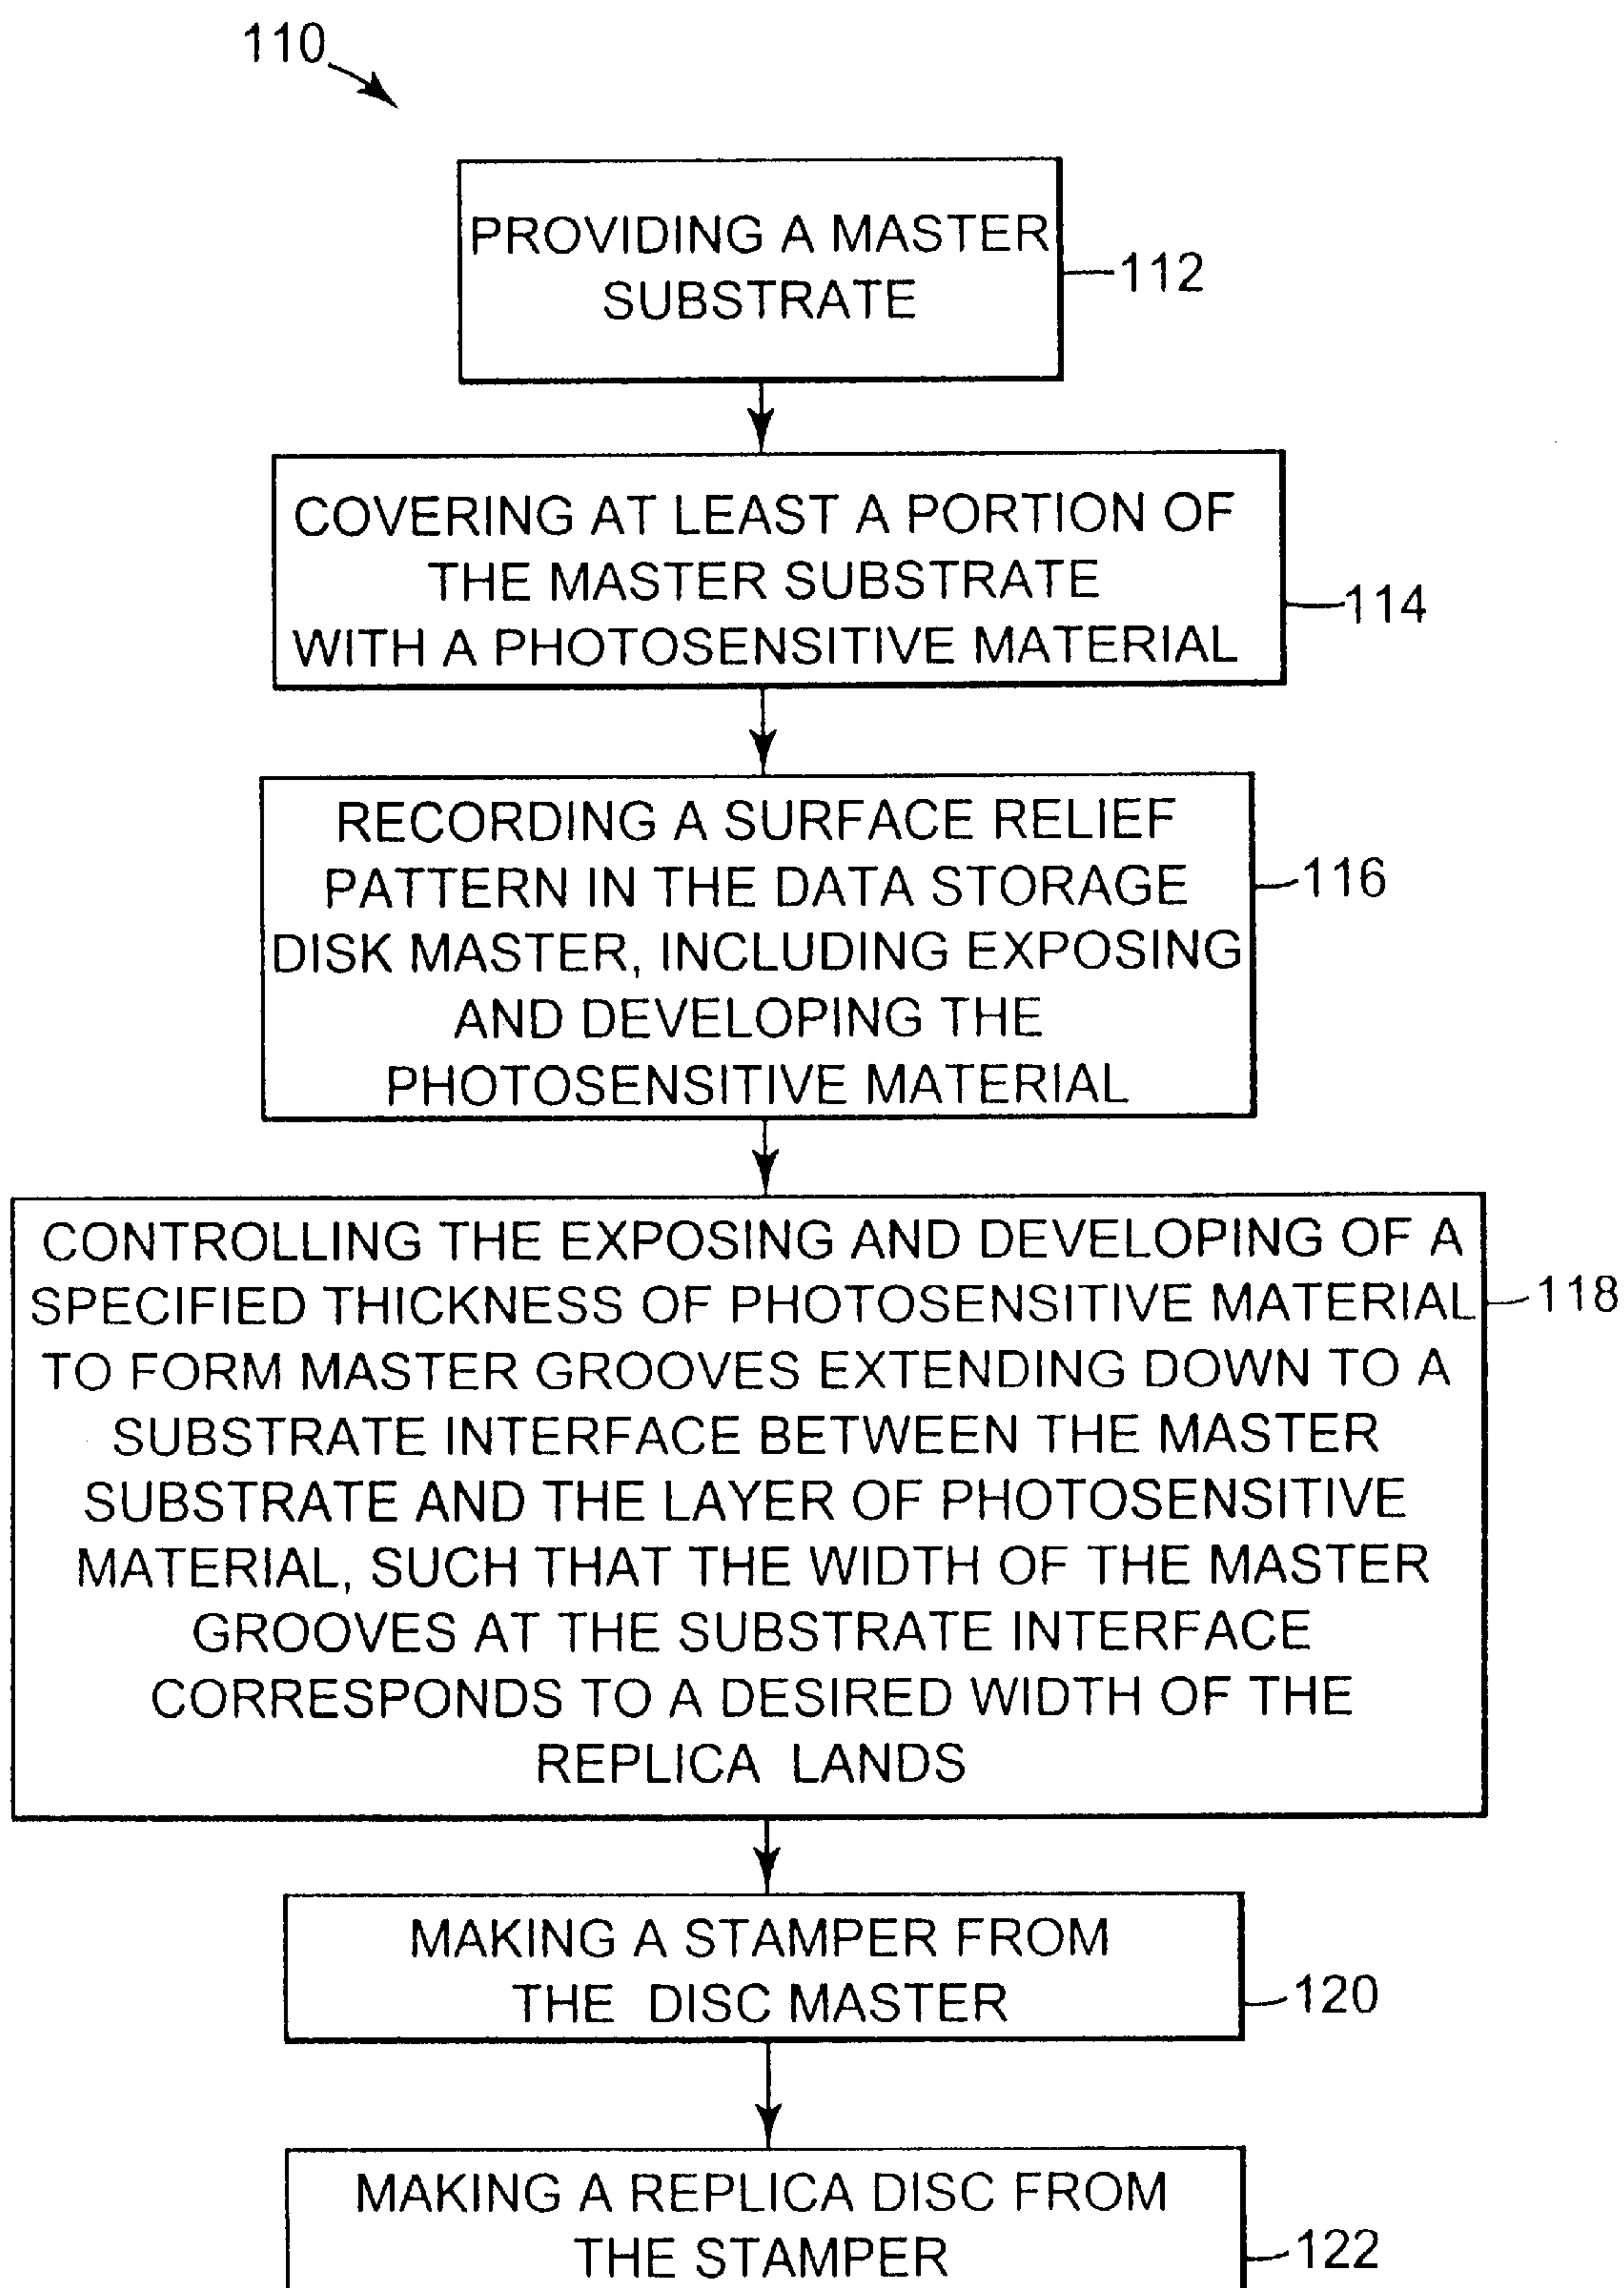 110
PROVIDING A MASTER
SUBSTRATE
112
COVERING AT LEAST A PORTION OF
THE MASTER SUBSTRATE
WITH A PHOTOSENSITIVE MATERIAL
114
RECORDING A SURFACE RELIEF
PATTERN IN THE DATA STORAGE
DISK MASTER, INCLUDING EXPOSING
AND DEVELOPING THE
PHOTOSENSITIVE MATERIAL
116
CONTROLLING THE EXPOSING AND DEVELOPING OF A
SPECIFIED THICKNESS OF PHOTOSENSITIVE MATERIAL
TO FORM MASTER GROOVES EXTENDING DOWN TO A
SUBSTRATE INTERFACE BETWEEN THE MASTER
SUBSTRATE AND THE LAYER OF PHOTOSENSITIVE
MATERIAL, SUCH THAT THE WIDTH OF THE MASTER
GROOVES AT THE SUBSTRATE INTERFACE
CORRESPONDS TO A DESIRED WIDTH OF THE
REPLICA LANDS
118
MAKING A STAMPER FROM
THE DISC MASTER
120
MAKING A REPLICA DISC FROM
THE STAMPER
122